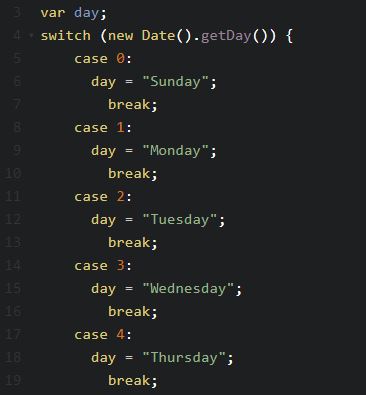 3 var day;
4 switch (new Date().getDay()) {
5 case 0:
6 day = "Sunday";
7 break;
8 case 1:
9 day = "Monday";
10 break;
11 case 2:
12 day = "Tuesday";
13 break;
14 case 3:
15 day = "Wednesday";
16 break;
17 case 4:
18 day = "Thursday";
19 break;